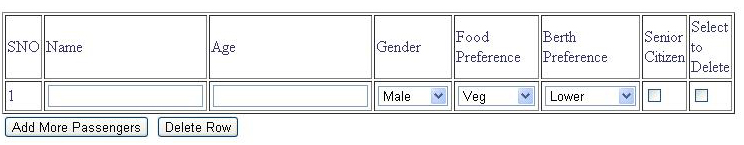 SNO Name Age Gender Food Preference Berth Preference Senior Citizen Select to Delete
1 Male Veg Lower
Add More Passengers Delete Row